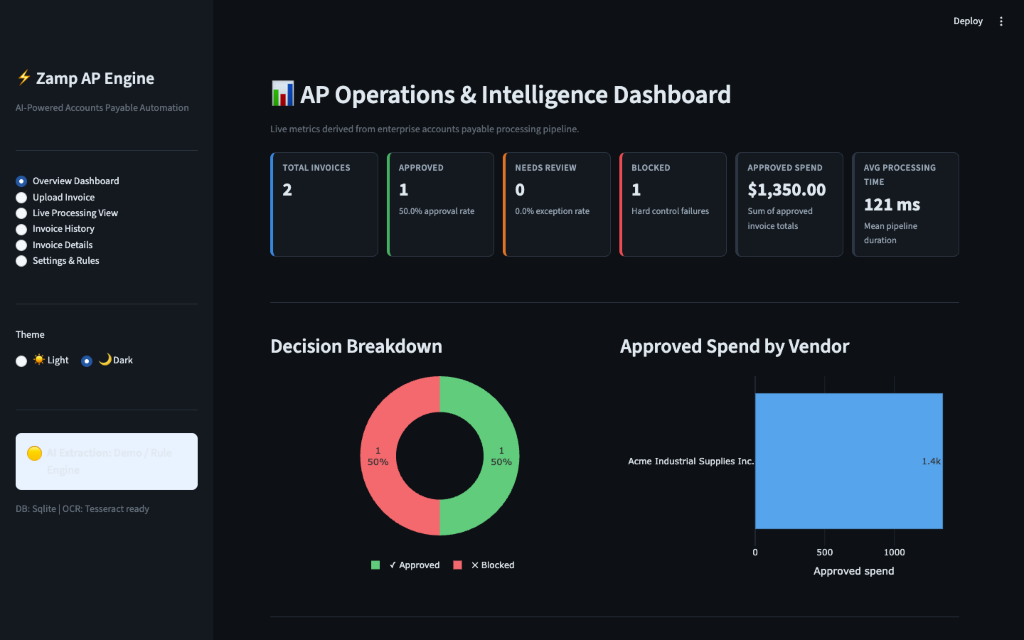 Deploy
⚡ Zamp AP Engine
AI-Powered Accounts Payable Automation
Overview Dashboard
Upload Invoice
Live Processing View
Invoice History
Invoice Details
Settings & Rules
Theme
☀️ Light 🌙 Dark
🟡 AI Extraction: Demo / Rule
Engine
DB: Sqlite | OCR: Tesseract ready
📊 AP Operations & Intelligence Dashboard
Live metrics derived from enterprise accounts payable processing pipeline.
TOTAL INVOICES
2
APPROVED
1
50.0% approval rate
NEEDS REVIEW
0
0.0% exception rate
BLOCKED
1
Hard control failures
APPROVED SPEND
$1,350.00
Sum of approved
invoice totals
AVG PROCESSING
TIME
121 ms
Mean pipeline
duration
Decision Breakdown
1
50%
1
50%
✓ Approved ✕ Blocked
Approved Spend by Vendor
Acme Industrial Supplies Inc.
1.4k
0 500 1000
Approved spend